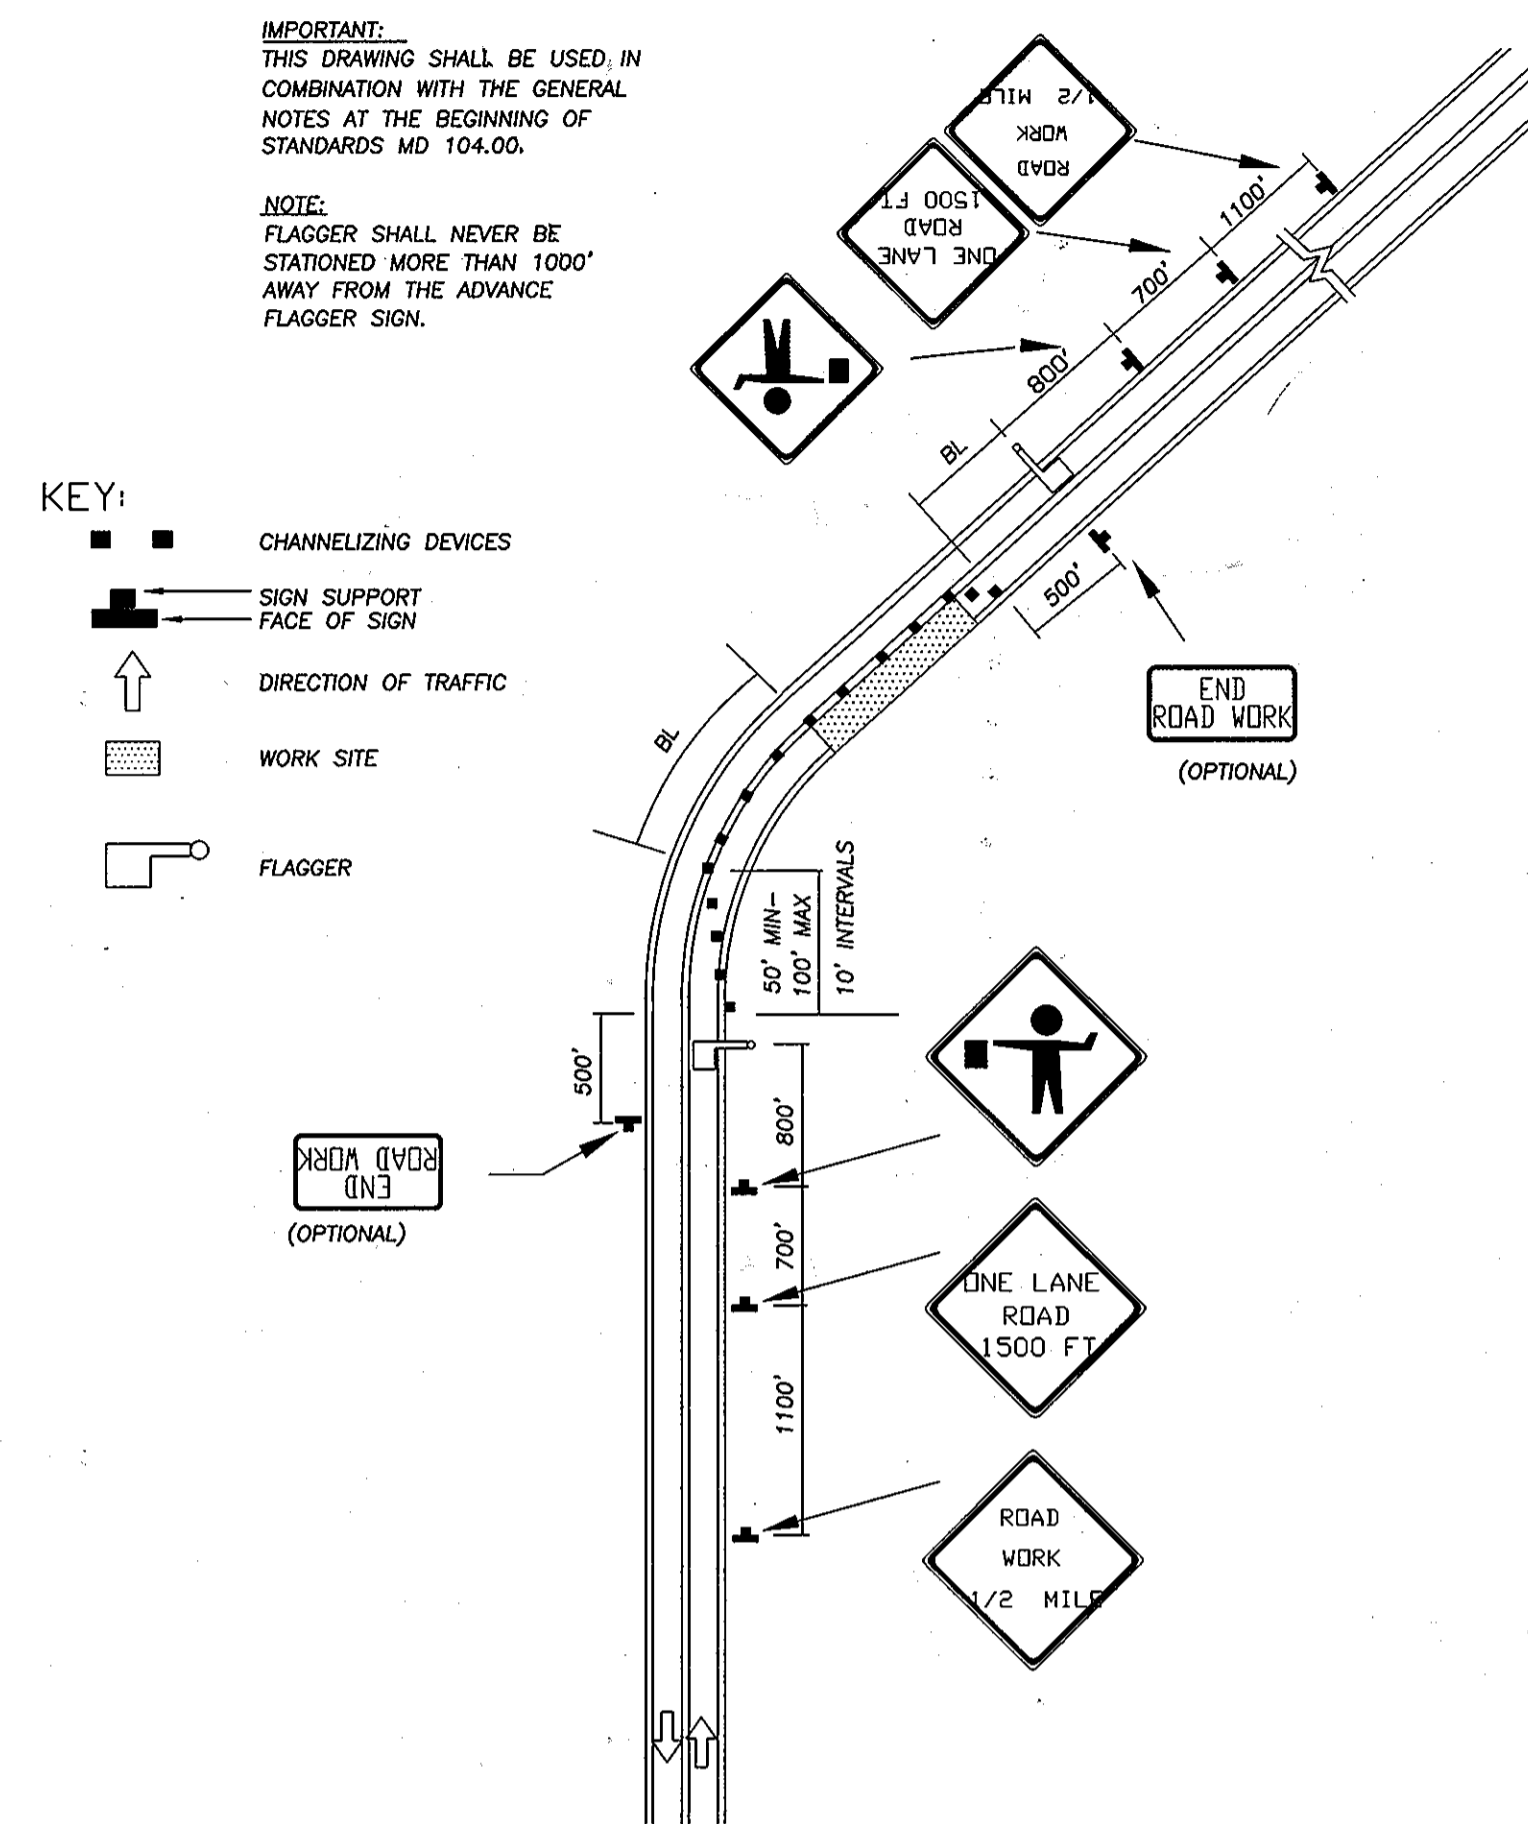 IMPORTANT:
THIS DRAWING SHALL BE USED IN
COMBINATION WITH THE GENERAL
NOTES AT THE BEGINNING OF
STANDARDS MD 104.00.
NOTE:
FLAGGER SHALL NEVER BE
STATIONED MORE THAN 1000'
AWAY FROM THE ADVANCE
FLAGGER SIGN.
ROAD
WORK
1/2 MILE
ONE LANE
ROAD
1500 FT
1100'
700'
800'
BL
KEY:
CHANNELIZING DEVICES
SIGN SUPPORT
FACE OF SIGN
DIRECTION OF TRAFFIC
WORK SITE
FLAGGER
500'
END
ROAD WORK
(OPTIONAL)
BL
50' MIN-
100' MAX
10' INTERVALS
500'
END
ROAD WORK
(OPTIONAL)
800'
700'
1100'
ONE LANE
ROAD
1500 FT
ROAD
WORK
1/2 MILE